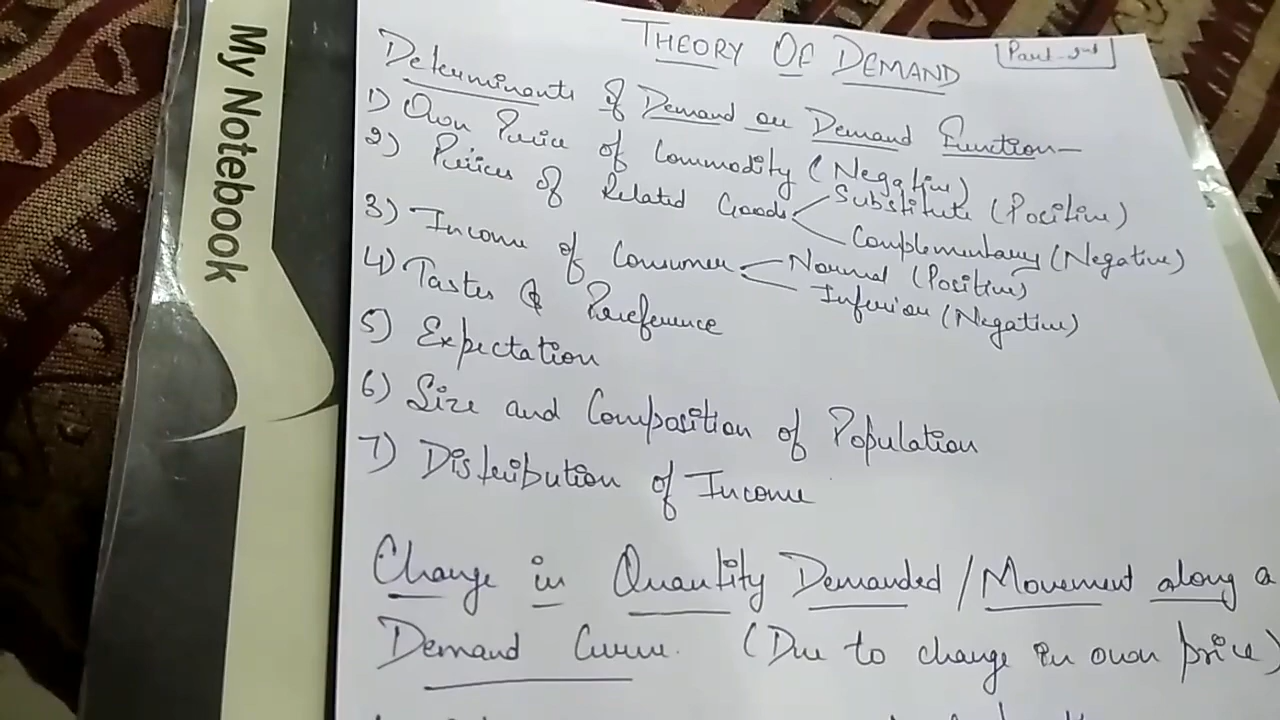 My Notebook
THEORY OF DEMAND
Part-2nd
Determinants of Demand or Demand Function-
1) Own Price of Commodity (Negative)
2) Prices of Related Goods
Substitute (Positive)
Complementary (Negative)
3) Income of Consumer
Normal (Positive)
Inferior (Negative)
4) Tastes & Preference
5) Expectation
6) Size and Composition of Population
7) Distribution of Income
Change in Quantity Demanded / Movement along a
Demand Curve. (Due to change in own price)